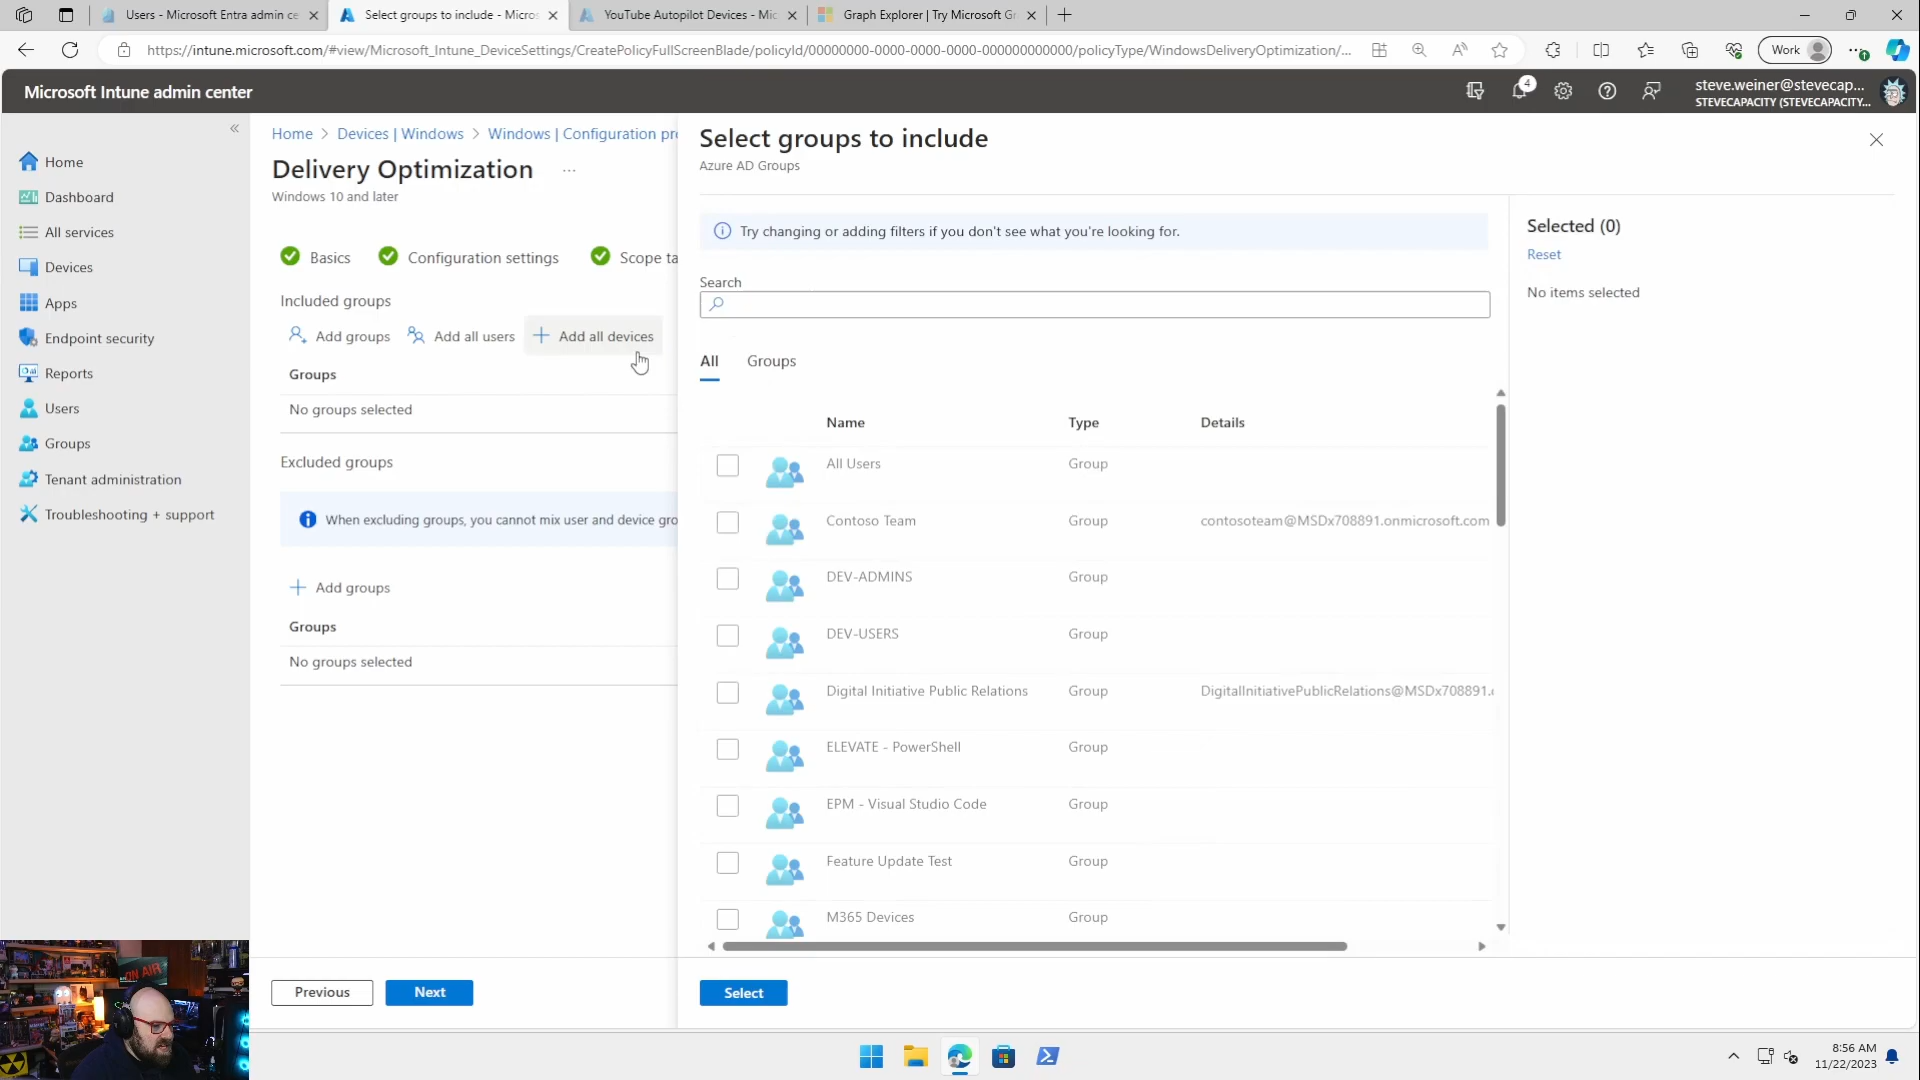 Users - Microsoft Entra admin ce
Select groups to include - Micros
YouTube Autopilot Devices - Mic
Graph Explorer | Try Microsoft Gr
https://intune.microsoft.com/#view/Microsoft_Intune_DeviceSettings/CreatePolicyFullScreenBlade/policyId/00000000-0000-0000-0000-000000000000/policyType/WindowsDeliveryOptimization/...
Work
Microsoft Intune admin center
4
steve.weiner@stevecap...
STEVECAPACITY (STEVECAPACITY,...
Home
Dashboard
All services
Devices
Apps
Endpoint security
Reports
Users
Groups
Tenant administration
Troubleshooting + support
Home > Devices | Windows > Windows | Configuration pr
Delivery Optimization ...
Windows 10 and later
Basics
Configuration settings
Scope ta
Included groups
Add groups
Add all users
Add all devices
Groups
No groups selected
Excluded groups
When excluding groups, you cannot mix user and device gro
Add groups
Groups
No groups selected
Previous
Next
Select groups to include
Azure AD Groups
Try changing or adding filters if you don't see what you're looking for.
Search
All
Groups
Name Type Details
All Users Group
Contoso Team Group contosoteam@MSDx708891.onmicrosoft.com
DEV-ADMINS Group
DEV-USERS Group
Digital Initiative Public Relations Group DigitalInitiativePublicRelations@MSDx708891.
ELEVATE - PowerShell Group
EPM - Visual Studio Code Group
Feature Update Test Group
M365 Devices Group
Select
Selected (0)
Reset
No items selected
ON AIR
8:56 AM
11/22/2023